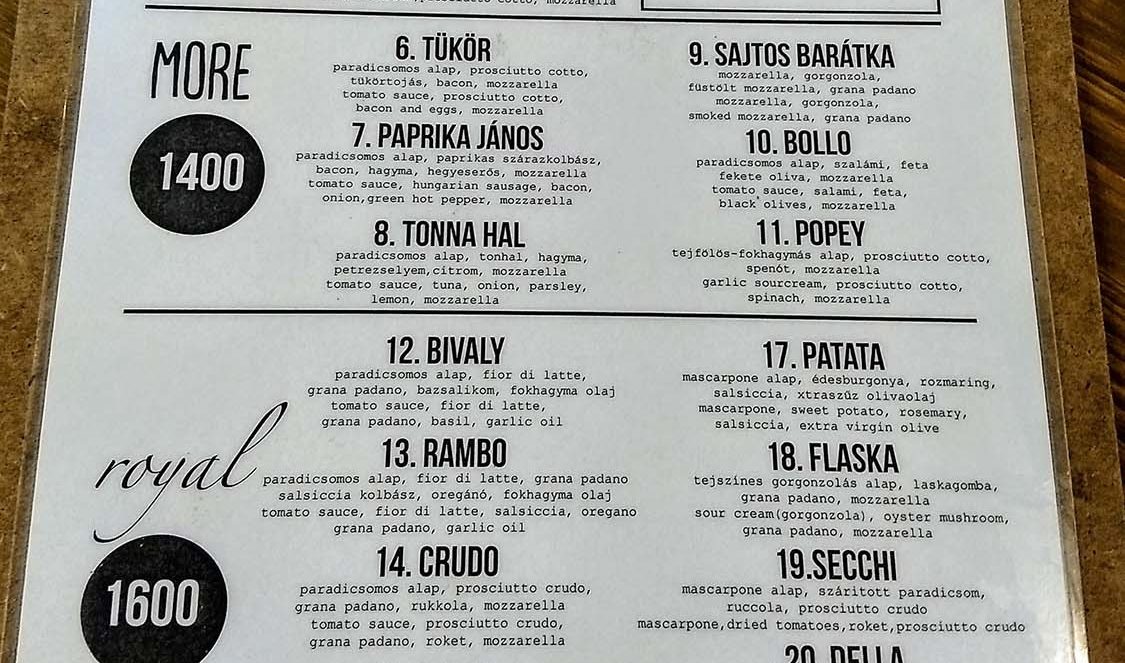 prosciutto cotto, mozzarella
MORE
1400
6. TÜKÖR
paradicsomos alap, prosciutto cotto,
tükörtojás, bacon, mozzarella
tomato sauce, prosciutto cotto,
bacon and eggs, mozzarella
7. PAPRIKA JÁNOS
paradicsomos alap, paprikas szárazkolbász,
bacon, hagyma, hegyeserős, mozzarella
tomato sauce, hungarian sausage, bacon,
onion,green hot pepper, mozzarella
8. TONNA HAL
paradicsomos alap, tonhal, hagyma,
petrezselyem,citrom, mozzarella
tomato sauce, tuna, onion, parsley,
lemon, mozzarella
9. SAJTOS BARÁTKA
mozzarella, gorgonzola,
füstölt mozzarella, grana padano
mozzarella, gorgonzola,
smoked mozzarella, grana padano
10. BOLLO
paradicsomos alap, szalámi, feta
fekete oliva, mozzarella
tomato sauce, salami, feta,
black olives, mozzarella
11. POPEY
tejfölös-fokhagymás alap, prosciutto cotto,
spenót, mozzarella
garlic sourcream, prosciutto cotto,
spinach, mozzarella
royal
1600
12. BIVALY
paradicsomos alap, fior di latte,
grana padano, bazsalikom, fokhagyma olaj
tomato sauce, fior di latte,
grana padano, basil, garlic oil
13. RAMBO
paradicsomos alap, fior di latte, grana padano
salsiccia kolbász, oregánó, fokhagyma olaj
tomato sauce, fior di latte, salsiccia, oregano
grana padano, garlic oil
14. CRUDO
paradicsomos alap, prosciutto crudo,
grana padano, rukkola, mozzarella
tomato sauce, prosciutto crudo,
grana padano, roket, mozzarella
17. PATATA
mascarpone alap, édesburgonya, rozmaring,
salsiccia, xtraszűz olivaolaj
mascarpone, sweet potato, rosemary,
salsiccia, extra virgin olive
18. FLASKA
tejszínes gorgonzolás alap, laskagomba,
grana padano, mozzarella
sour cream(gorgonzola), oyster mushroom,
grana padano, mozzarella
19.SECCHI
mascarpone alap, szárított paradicsom,
ruccola, prosciutto crudo
mascarpone,dried tomatoes,roket,prosciutto crudo
20.